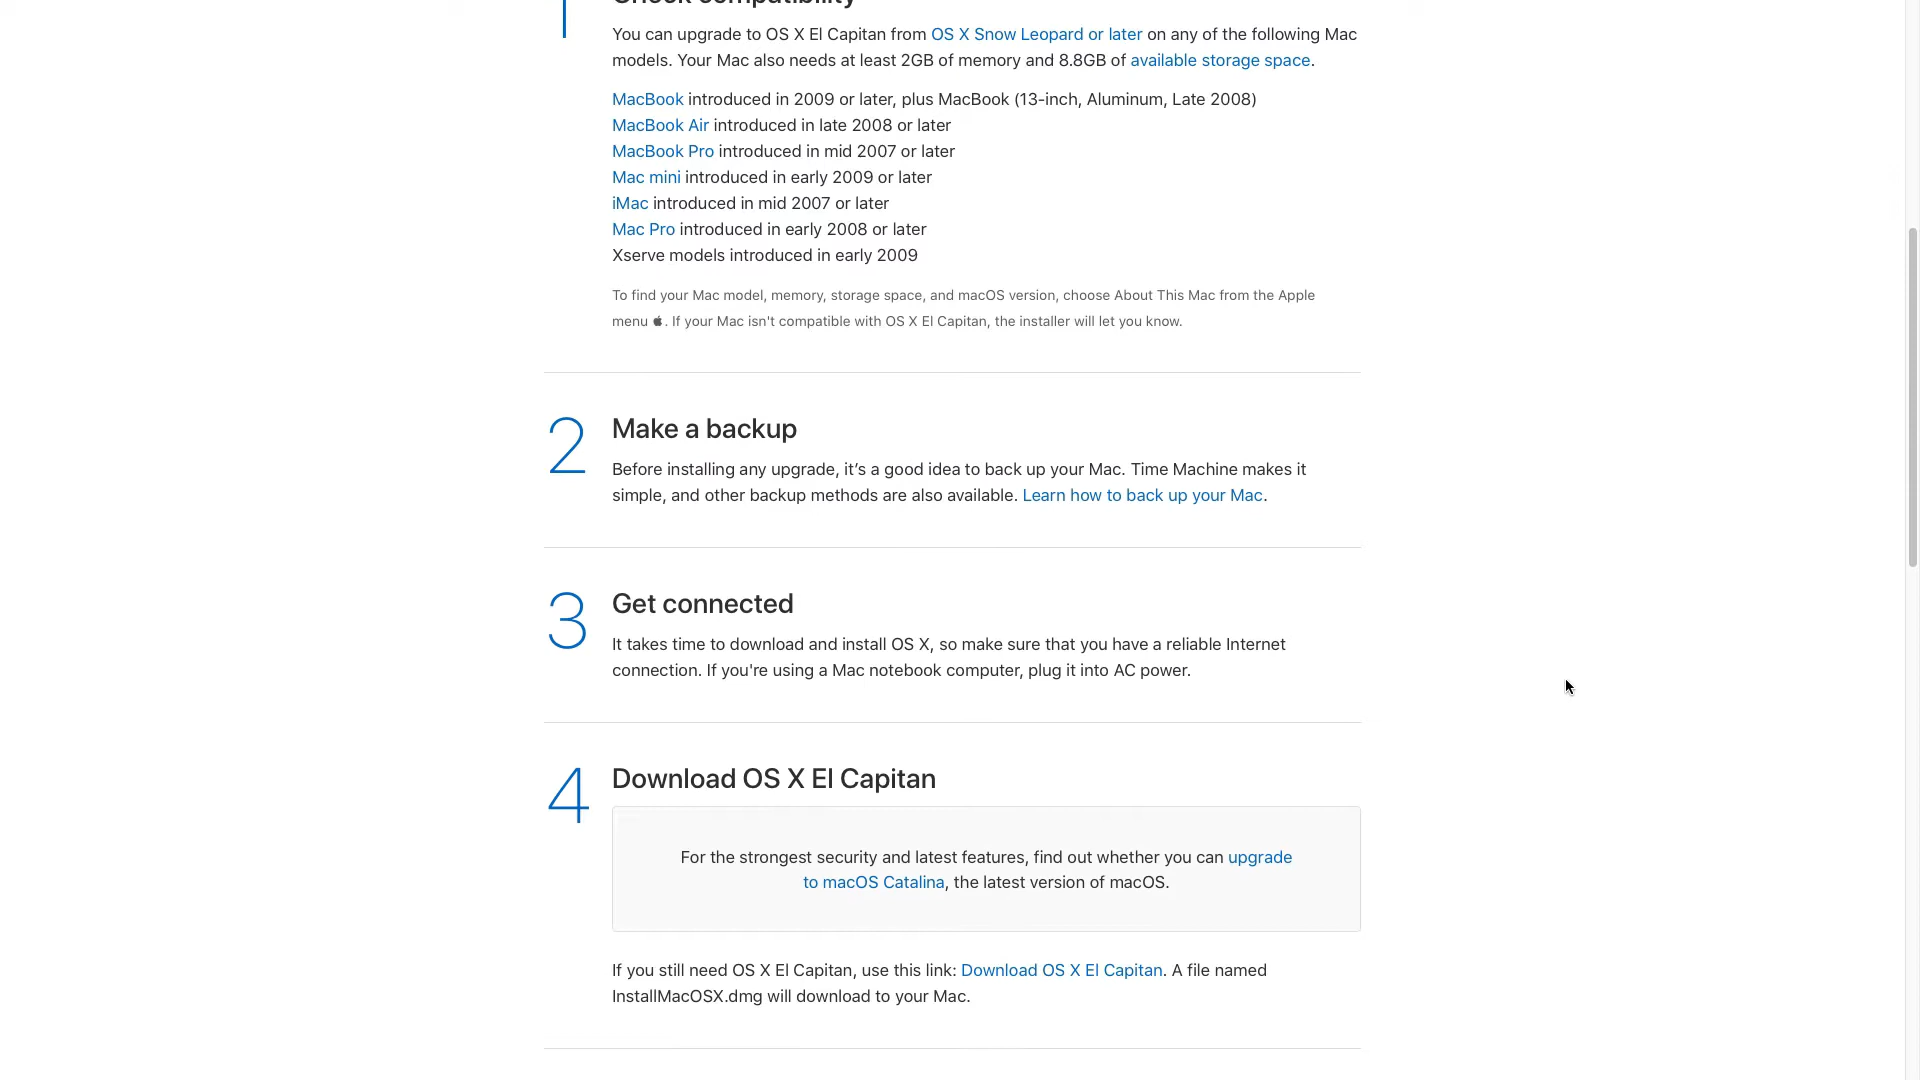 1
Check compatibility
You can upgrade to OS X El Capitan from OS X Snow Leopard or later on any of the following Mac
models. Your Mac also needs at least 2GB of memory and 8.8GB of available storage space.
MacBook introduced in 2009 or later, plus MacBook (13-inch, Aluminum, Late 2008)
MacBook Air introduced in late 2008 or later
MacBook Pro introduced in mid 2007 or later
Mac mini introduced in early 2009 or later
iMac introduced in mid 2007 or later
Mac Pro introduced in early 2008 or later
Xserve models introduced in early 2009
To find your Mac model, memory, storage space, and macOS version, choose About This Mac from the Apple
menu . If your Mac isn't compatible with OS X El Capitan, the installer will let you know.
2
Make a backup
Before installing any upgrade, it’s a good idea to back up your Mac. Time Machine makes it
simple, and other backup methods are also available. Learn how to back up your Mac.
3
Get connected
It takes time to download and install OS X, so make sure that you have a reliable Internet
connection. If you're using a Mac notebook computer, plug it into AC power.
4
Download OS X El Capitan
For the strongest security and latest features, find out whether you can upgrade
to macOS Catalina, the latest version of macOS.
If you still need OS X El Capitan, use this link: Download OS X El Capitan. A file named
InstallMacOSX.dmg will download to your Mac.